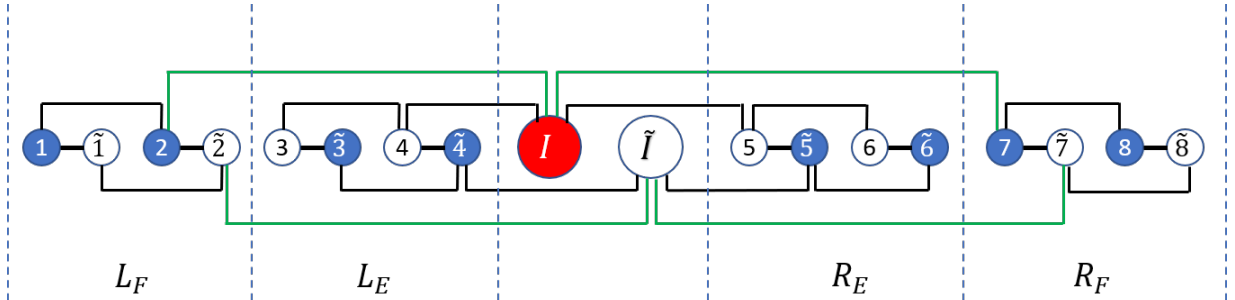 1 1̃ 2 2̃ 3 3̃ 4 4̃ I Ĩ 5 5̃ 6 6̃ 7 7̃ 8 8̃
L_F L_E R_E R_F